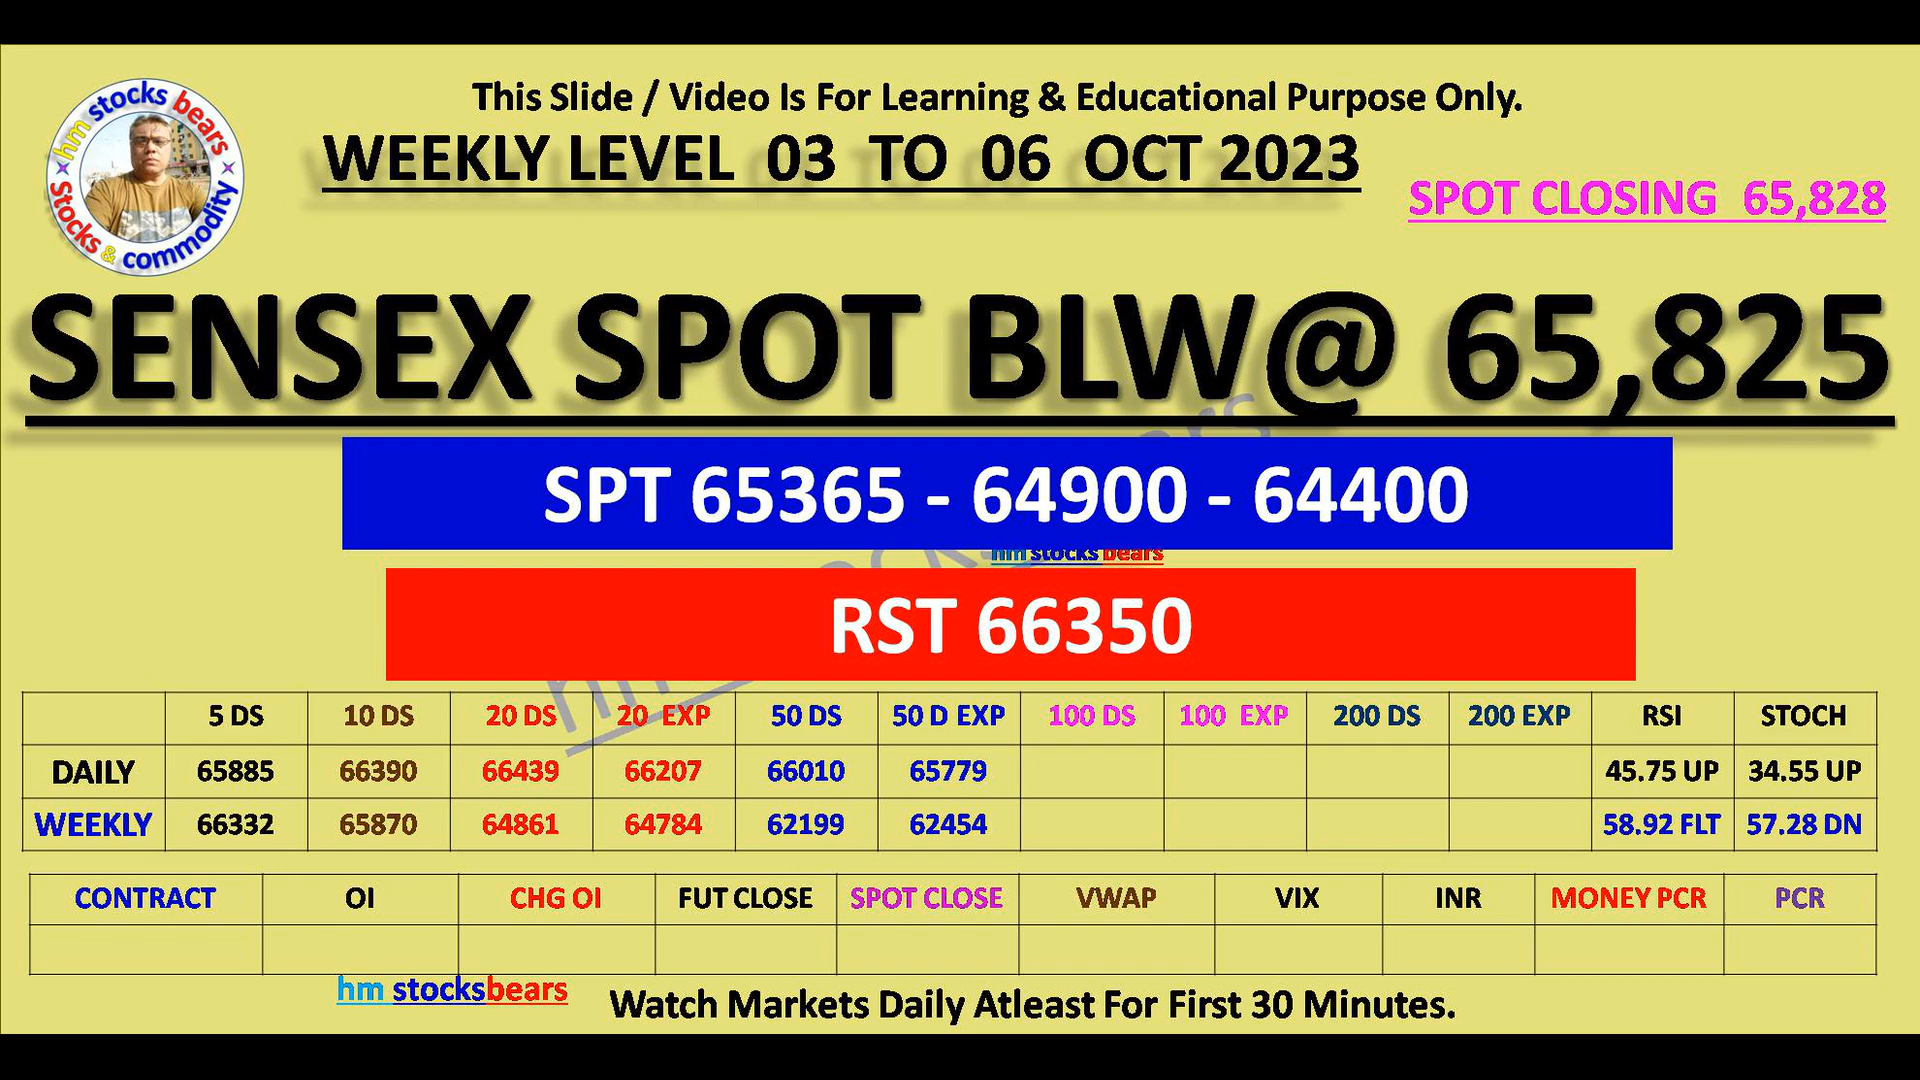 hm stocks bears
Stocks & commodity
This Slide / Video Is For Learning & Educational Purpose Only.
WEEKLY LEVEL 03 TO 06 OCT 2023
SPOT CLOSING 65,828
SENSEX SPOT BLW@ 65,825
SPT 65365 - 64900 - 64400
hm stocks bears
RST 66350
5 DS 10 DS 20 DS 20 EXP 50 DS 50 D EXP 100 DS 100 EXP 200 DS 200 EXP RSI STOCH
DAILY 65885 66390 66439 66207 66010 65779 45.75 UP 34.55 UP
WEEKLY 66332 65870 64861 64784 62199 62454 58.92 FLT 57.28 DN
CONTRACT OI CHG OI FUT CLOSE SPOT CLOSE VWAP VIX INR MONEY PCR PCR
hm stocksbears
Watch Markets Daily Atleast For First 30 Minutes.